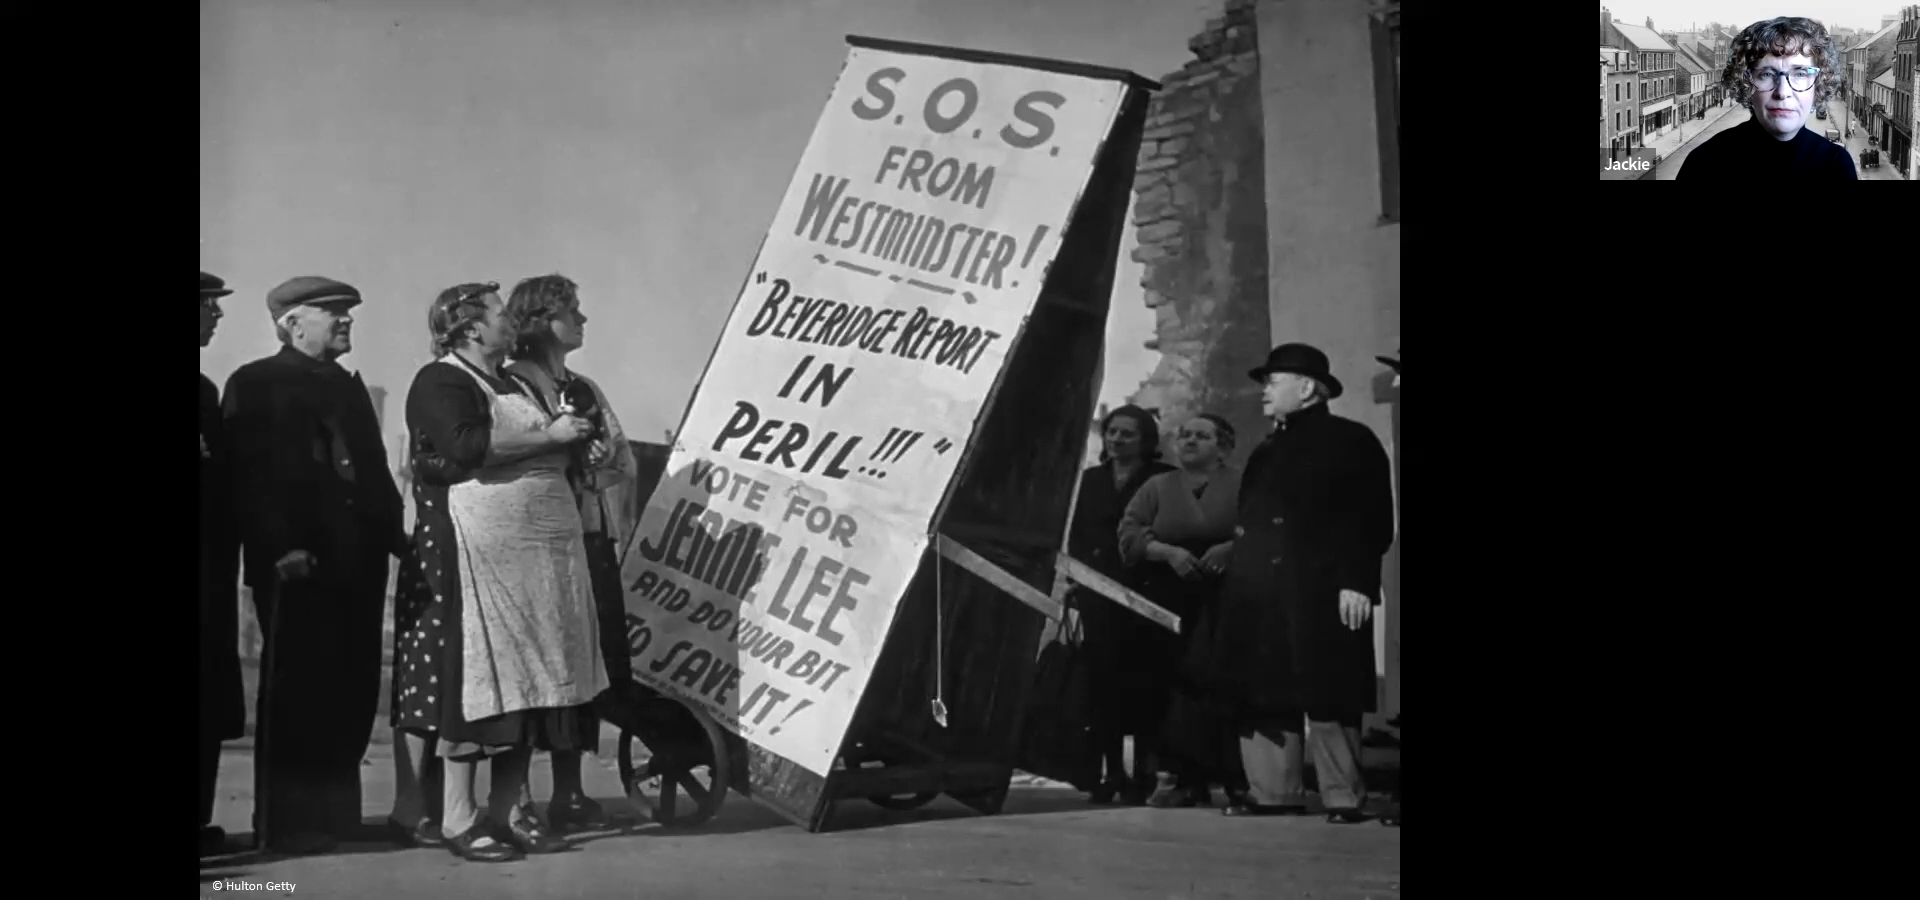 S.O.S.
FROM
WESTMINSTER!
"BEVERIDGE REPORT
IN
PERIL!!!"
VOTE FOR
JENNIE LEE
AND DO YOUR BIT
TO SAVE IT!
© Hulton Getty
Jackie